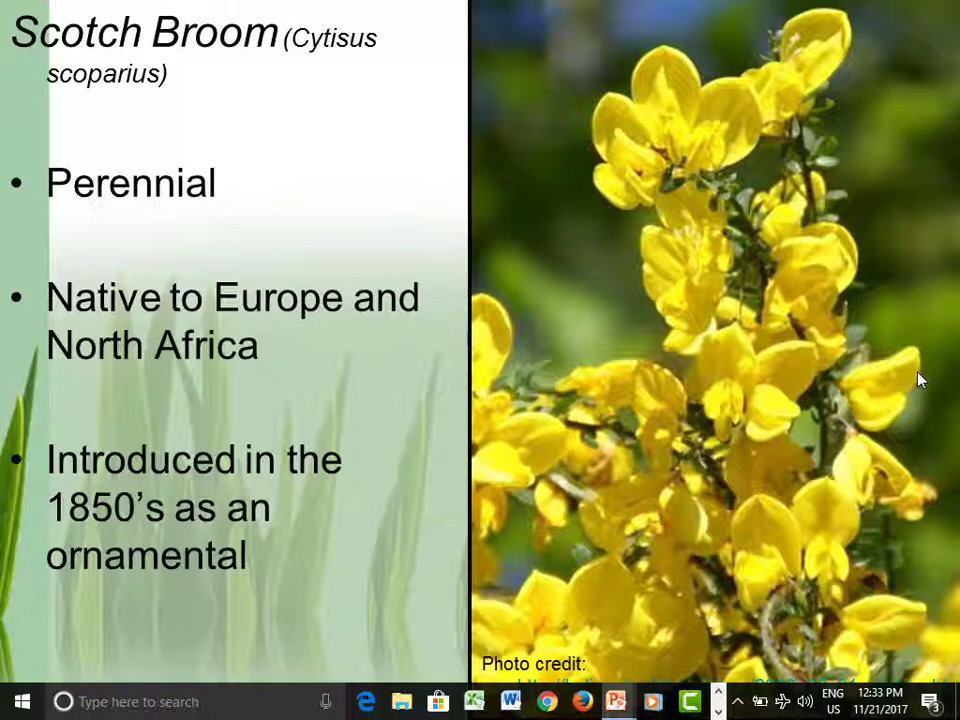 Scotch Broom (Cytisus
scoparius)
• Perennial
• Native to Europe and
North Africa
• Introduced in the
1850’s as an
ornamental
Photo credit:
Type here to search
ENG
US
12:33 PM
11/21/2017
3